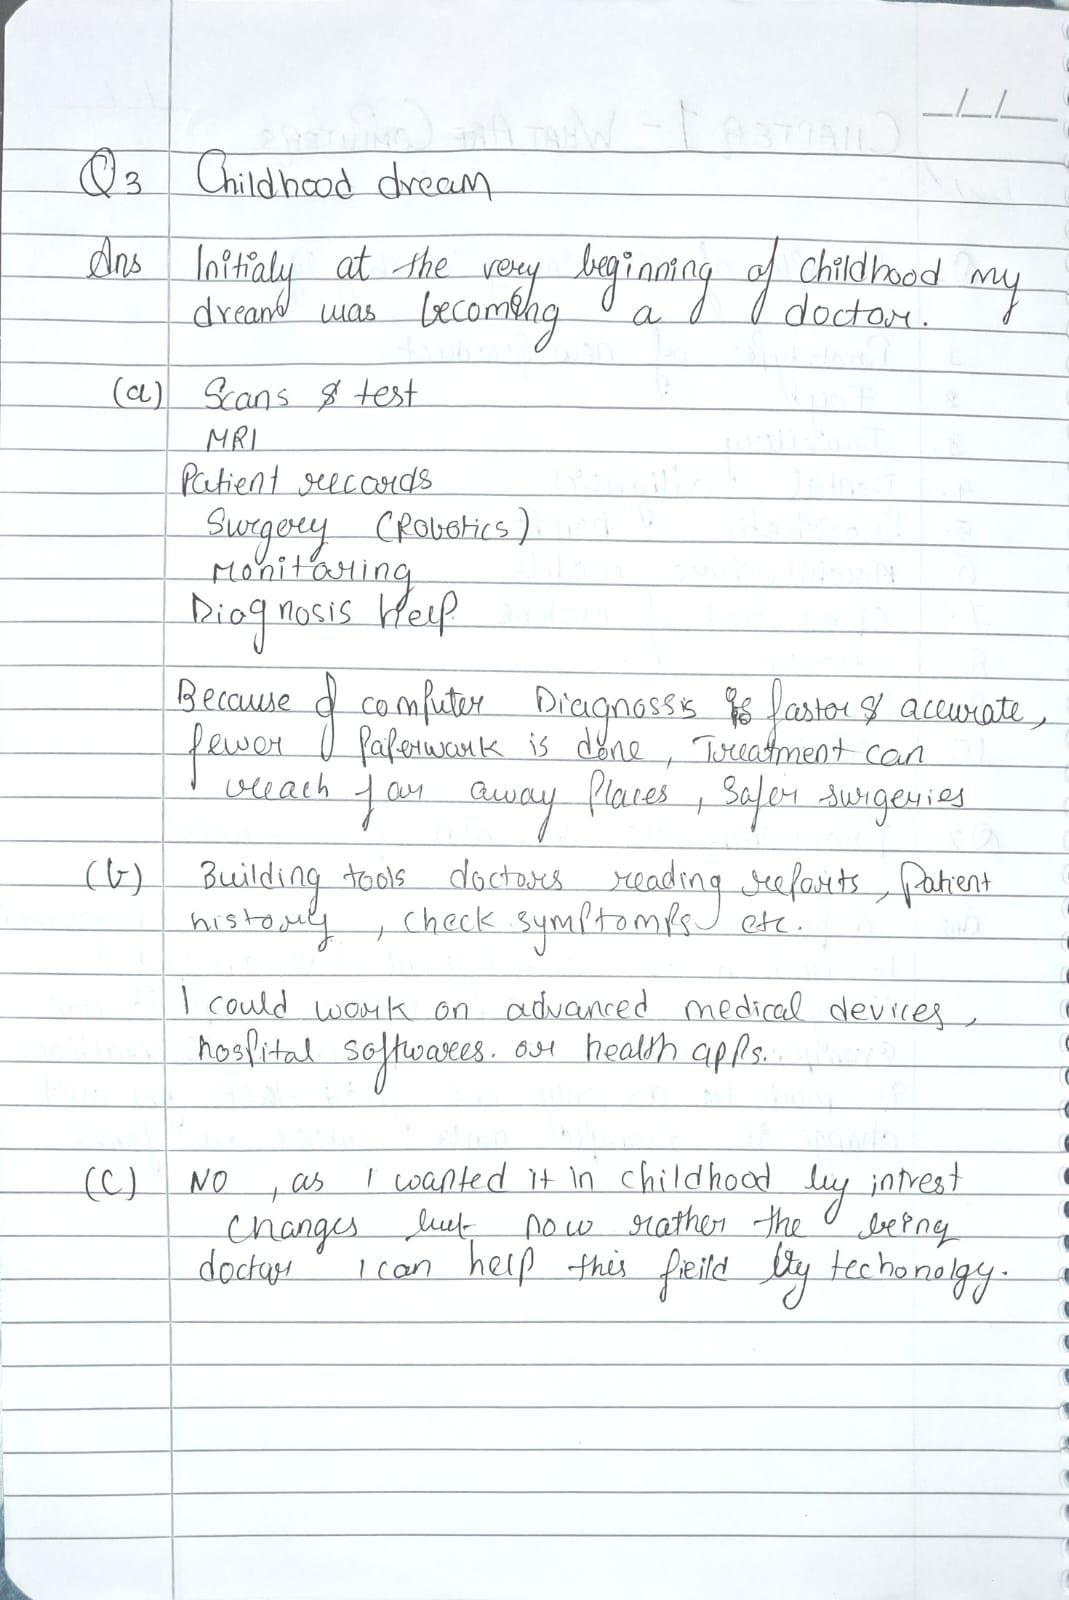 Q3 Childhood dream
Ans Initialy at the very beginning of childhood my
dream was becoming a doctor.
(a) Scans & test
MRI
Patient records
Surgery (Robotics)
Monitoring
Diagnosis Help.
Because of computer Diagnossis is faster & accurate,
fewer paperwork is done, Treatment can
reach far away places, Safer surgeries
(b) Building tools doctors reading reports, patient
history, check symptomps etc.
I could work on advanced medical devices,
hospital softwarees. or health apps.
(C) NO, as I wanted it in childhood by intrest
changes but now rather the being
doctor I can help this fieild by techonolgy.